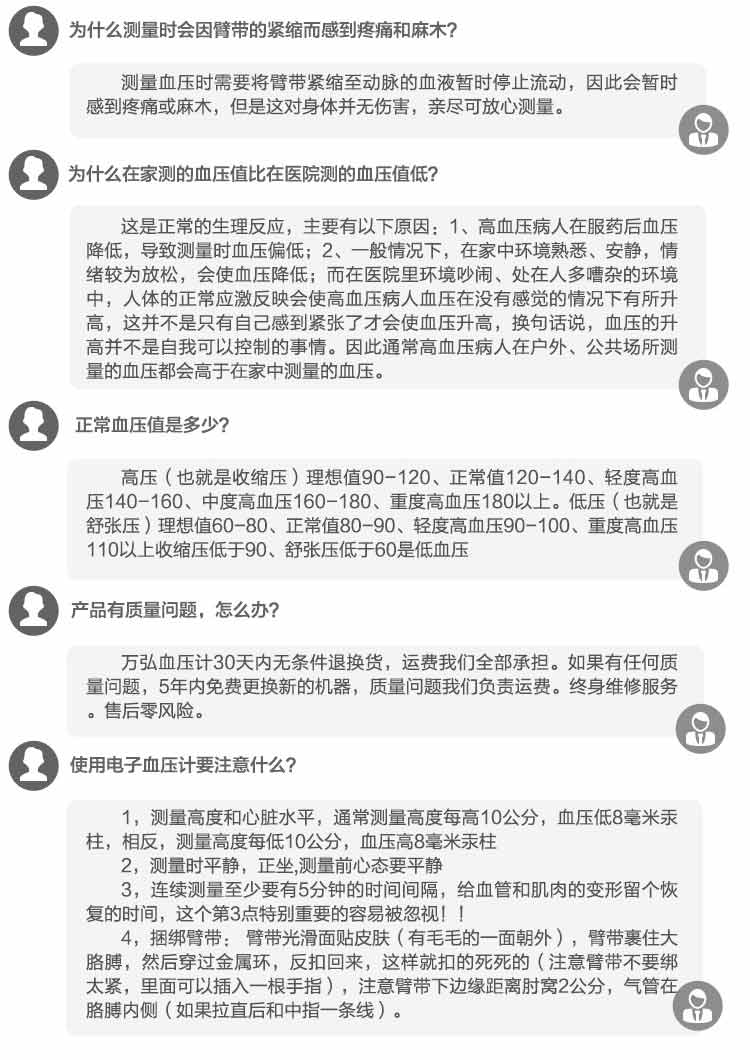 为什么测量时会因臂带的紧缩而感到疼痛和麻木？
测量血压时需要将臂带紧缩至动脉的血液暂时停止流动，因此会暂时
感到疼痛或麻木，但是这对身体并无伤害，亲尽可放心测量。
为什么在家测的血压值比在医院测的血压值低？
这是正常的生理反应，主要有以下原因：1、高血压病人在服药后血压
降低，导致测量时血压偏低；2、一般情况下，在家中环境熟悉、安静，情
绪较为放松，会使血压降低；而在医院里环境吵闹、处在人多嘈杂的环境
中，人体的正常应激反映会使高血压病人血压在没有感觉的情况下有所升
高，这并不是只有自己感到紧张了才会使血压升高，换句话说，血压的升
高并不是自我可以控制的事情。因此通常高血压病人在户外、公共场所测
量的血压都会高于在家中测量的血压。
正常血压值是多少？
高压（也就是收缩压）理想值90-120、正常值120-140、轻度高血
压140-160、中度高血压160-180、重度高血压180以上。低压（也就是
舒张压）理想值60-80、正常值80-90、轻度高血压90-100、重度高血压
110以上收缩压低于90、舒张压低于60是低血压
产品有质量问题，怎么办？
万弘血压计30天内无条件退换货，运费我们全部承担。如果有任何质
量问题，5年内免费更换新的机器，质量问题我们负责运费。终身维修服务
。售后零风险。
使用电子血压计要注意什么？
1，测量高度和心脏水平，通常测量高度每高10公分，血压低8毫米汞
柱，相反，测量高度每低10公分，血压高8毫米汞柱
2，测量时平静，正坐,测量前心态要平静
3，连续测量至少要有5分钟的时间间隔，给血管和肌肉的变形留个恢
复的时间，这个第3点特别重要的容易被忽视！！
4，捆绑臂带： 臂带光滑面贴皮肤（有毛毛的一面朝外），臂带裹住大
胳膊，然后穿过金属环，反扣回来，这样就扣的死死的（注意臂带不要绑
太紧，里面可以插入一根手指），注意臂带下边缘距离肘窝2公分，气管在
胳膊内侧（如果拉直后和中指一条线）。